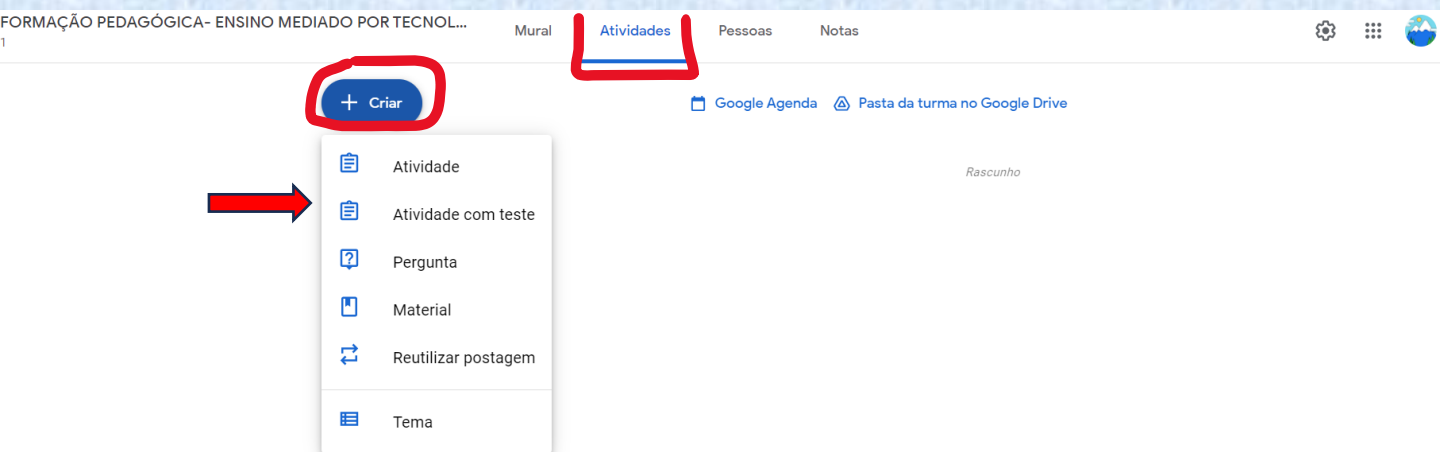 FORMAÇÃO PEDAGÓGICA- ENSINO MEDIADO POR TECNOL...
1
Mural Atividades Pessoas Notas
Criar
Google Agenda Pasta da turma no Google Drive
Atividade
Rascunho
Atividade com teste
Pergunta
Material
Reutilizar postagem
Tema